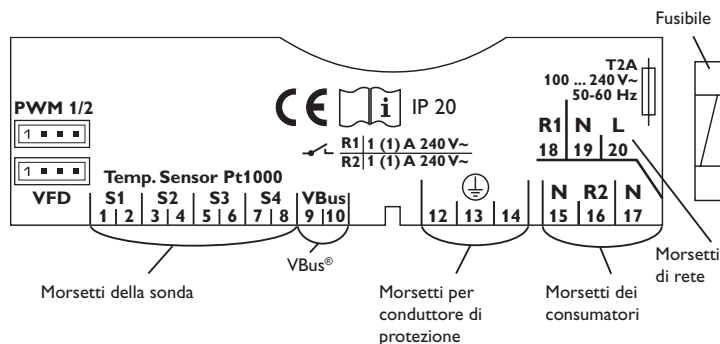 Fusibile
T2A
100 ... 240 V~
50-60 Hz
PWM 1/2
CE
i
IP 20
1
R1 1 (1) A 240 V~
R2 1 (1) A 240 V~
R1 N L
18 19 20
1
VFD
Temp. Sensor Pt1000
S1 S2 S3 S4 VBus
1 2 3 4 5 6 7 8 9 10
12 13 14
N R2 N
15 16 17
VBus®
Morsetti della sonda
Morsetti per
conduttore di
protezione
Morsetti dei
consumatori
Morsetti
di rete